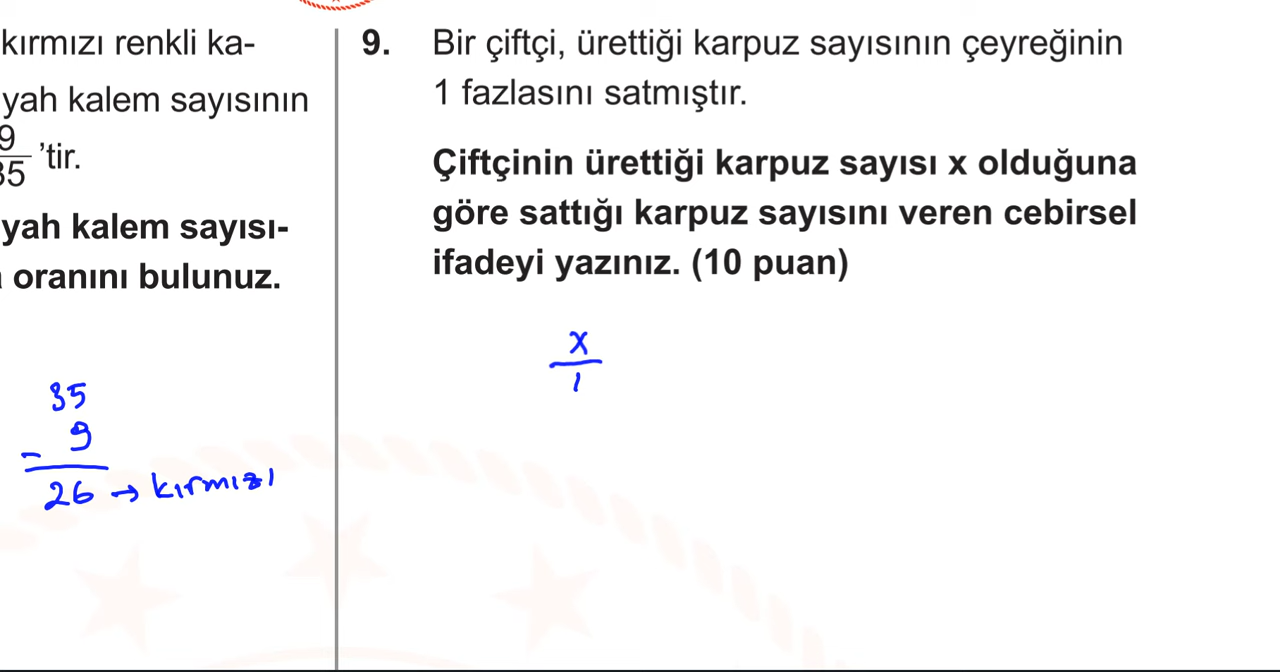 kırmızı renkli ka-
yah kalem sayısının
9
35 'tir.
yah kalem sayısı-
oranını bulunuz.
35
- 9
26 → kırmızı
9. Bir çiftçi, ürettiği karpuz sayısının çeyreğinin
1 fazlasını satmıştır.
Çiftçinin ürettiği karpuz sayısı x olduğuna
göre sattığı karpuz sayısını veren cebirsel
ifadeyi yazınız. (10 puan)
x